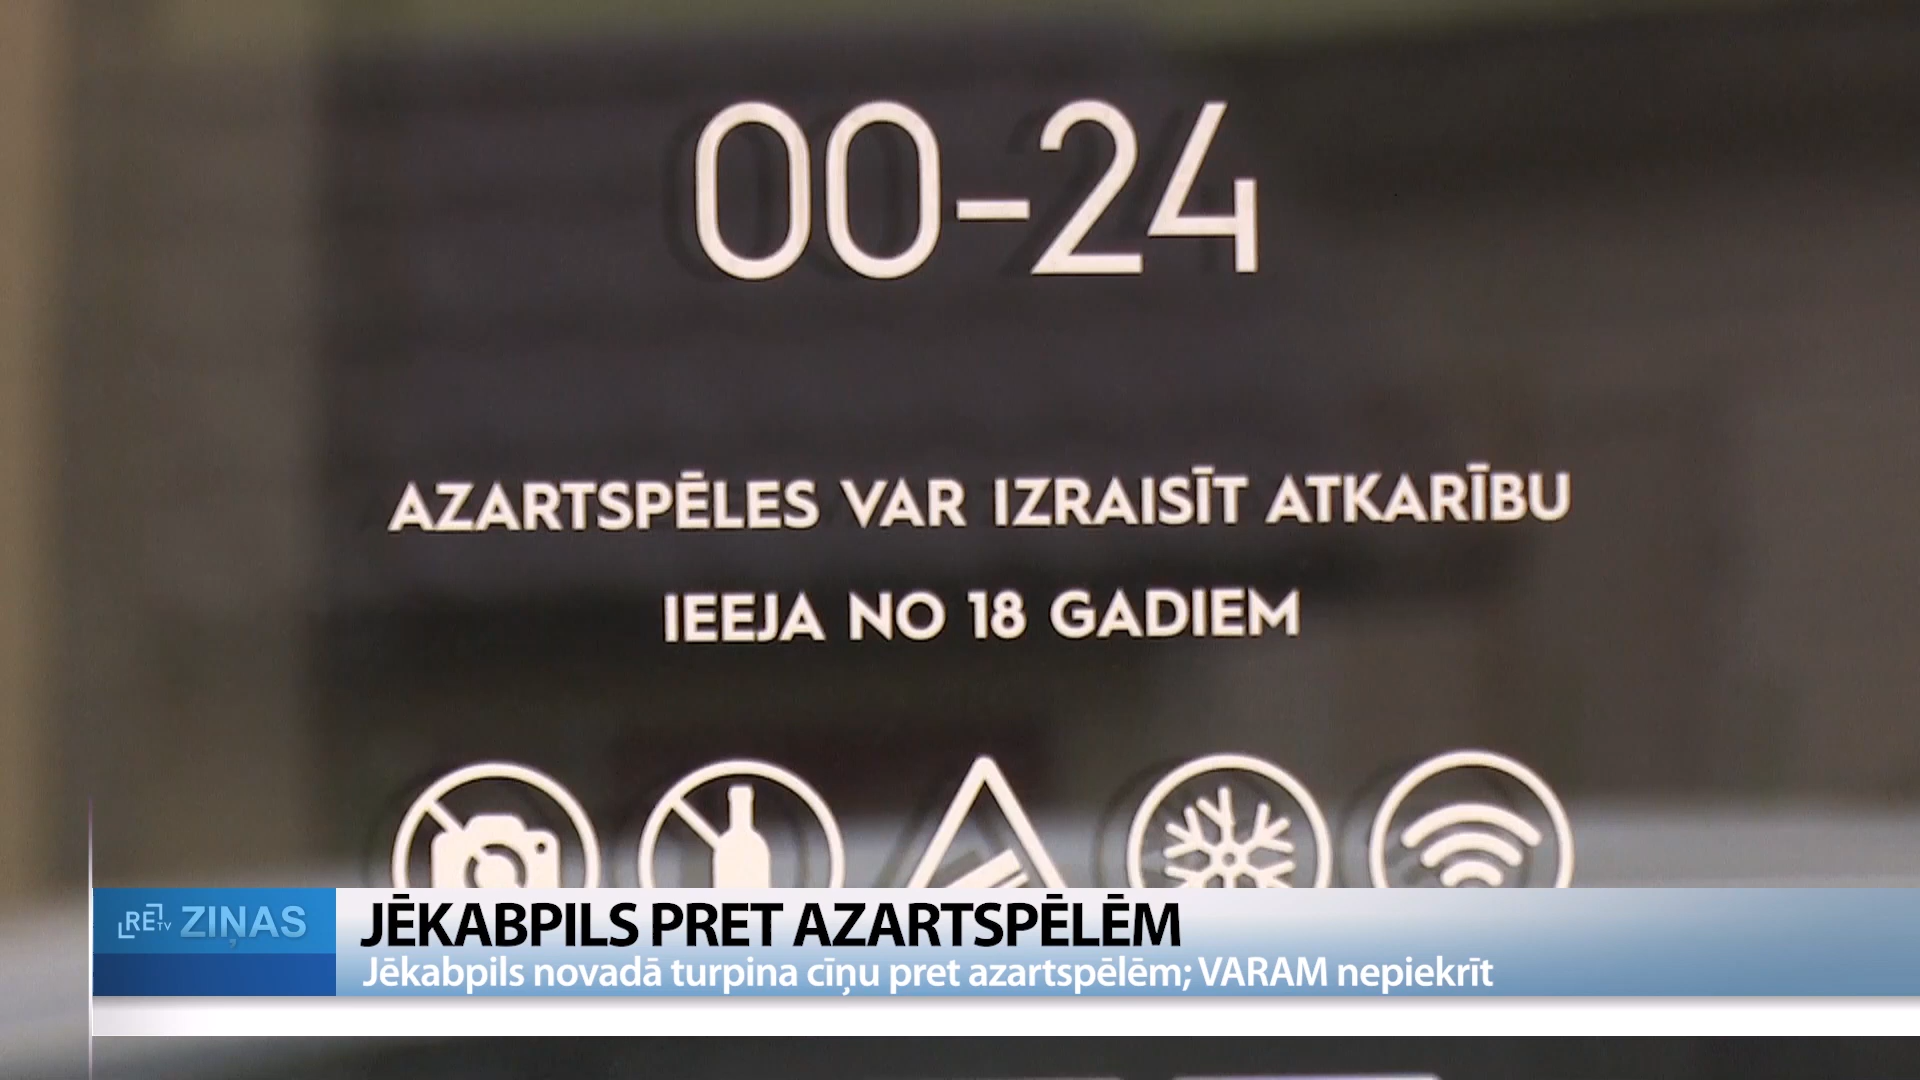 00-24
AZARTSPĒLES VAR IZRAISĪT ATKARĪBU
IEEJA NO 18 GADIEM
RE TV ZIŅAS
JĒKABPILS PRET AZARTSPĒLĒM
Jēkabpils novadā turpina cīņu pret azartspēlēm; VARAM nepiekrīt